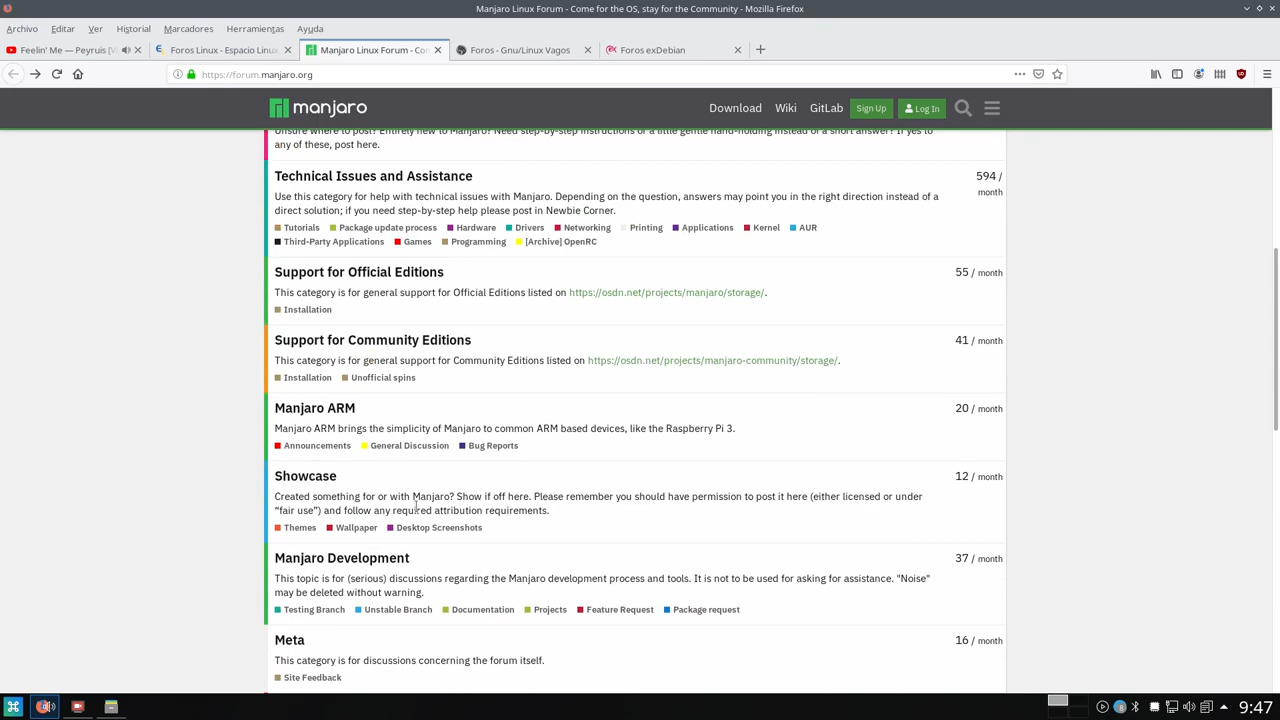 Manjaro Linux Forum - Come for the OS, stay for the Community - Mozilla Firefox
Archivo Editar Ver Historial Marcadores Herramientas Ayuda
Feelin' Me — Peyruis [V Foros Linux - Espacio Linux Manjaro Linux Forum - Con Foros - Gnu/Linux Vagos Foros exDebian
https://forum.manjaro.org
manjaro Download Wiki GitLab Sign Up Log In
Unsure where to post? Entirely new to Manjaro? Need step-by-step instructions or a little gentle hand-holding instead of a short answer? If yes to
any of these, post here.
Technical Issues and Assistance 594 /
month
Use this category for help with technical issues with Manjaro. Depending on the question, answers may point you in the right direction instead of a
direct solution; if you need step-by-step help please post in Newbie Corner.
Tutorials Package update process Hardware Drivers Networking Printing Applications Kernel AUR
Third-Party Applications Games Programming [Archive] OpenRC
Support for Official Editions 55 / month
This category is for general support for Official Editions listed on https://osdn.net/projects/manjaro/storage/.
Installation
Support for Community Editions 41 / month
This category is for general support for Community Editions listed on https://osdn.net/projects/manjaro-community/storage/.
Installation Unofficial spins
Manjaro ARM 20 / month
Manjaro ARM brings the simplicity of Manjaro to common ARM based devices, like the Raspberry Pi 3.
Announcements General Discussion Bug Reports
Showcase 12 / month
Created something for or with Manjaro? Show if off here. Please remember you should have permission to post it here (either licensed or under
“fair use”) and follow any required attribution requirements.
Themes Wallpaper Desktop Screenshots
Manjaro Development 37 / month
This topic is for (serious) discussions regarding the Manjaro development process and tools. It is not to be used for asking for assistance. "Noise"
may be deleted without warning.
Testing Branch Unstable Branch Documentation Projects Feature Request Package request
Meta 16 / month
This category is for discussions concerning the forum itself.
Site Feedback
9:47